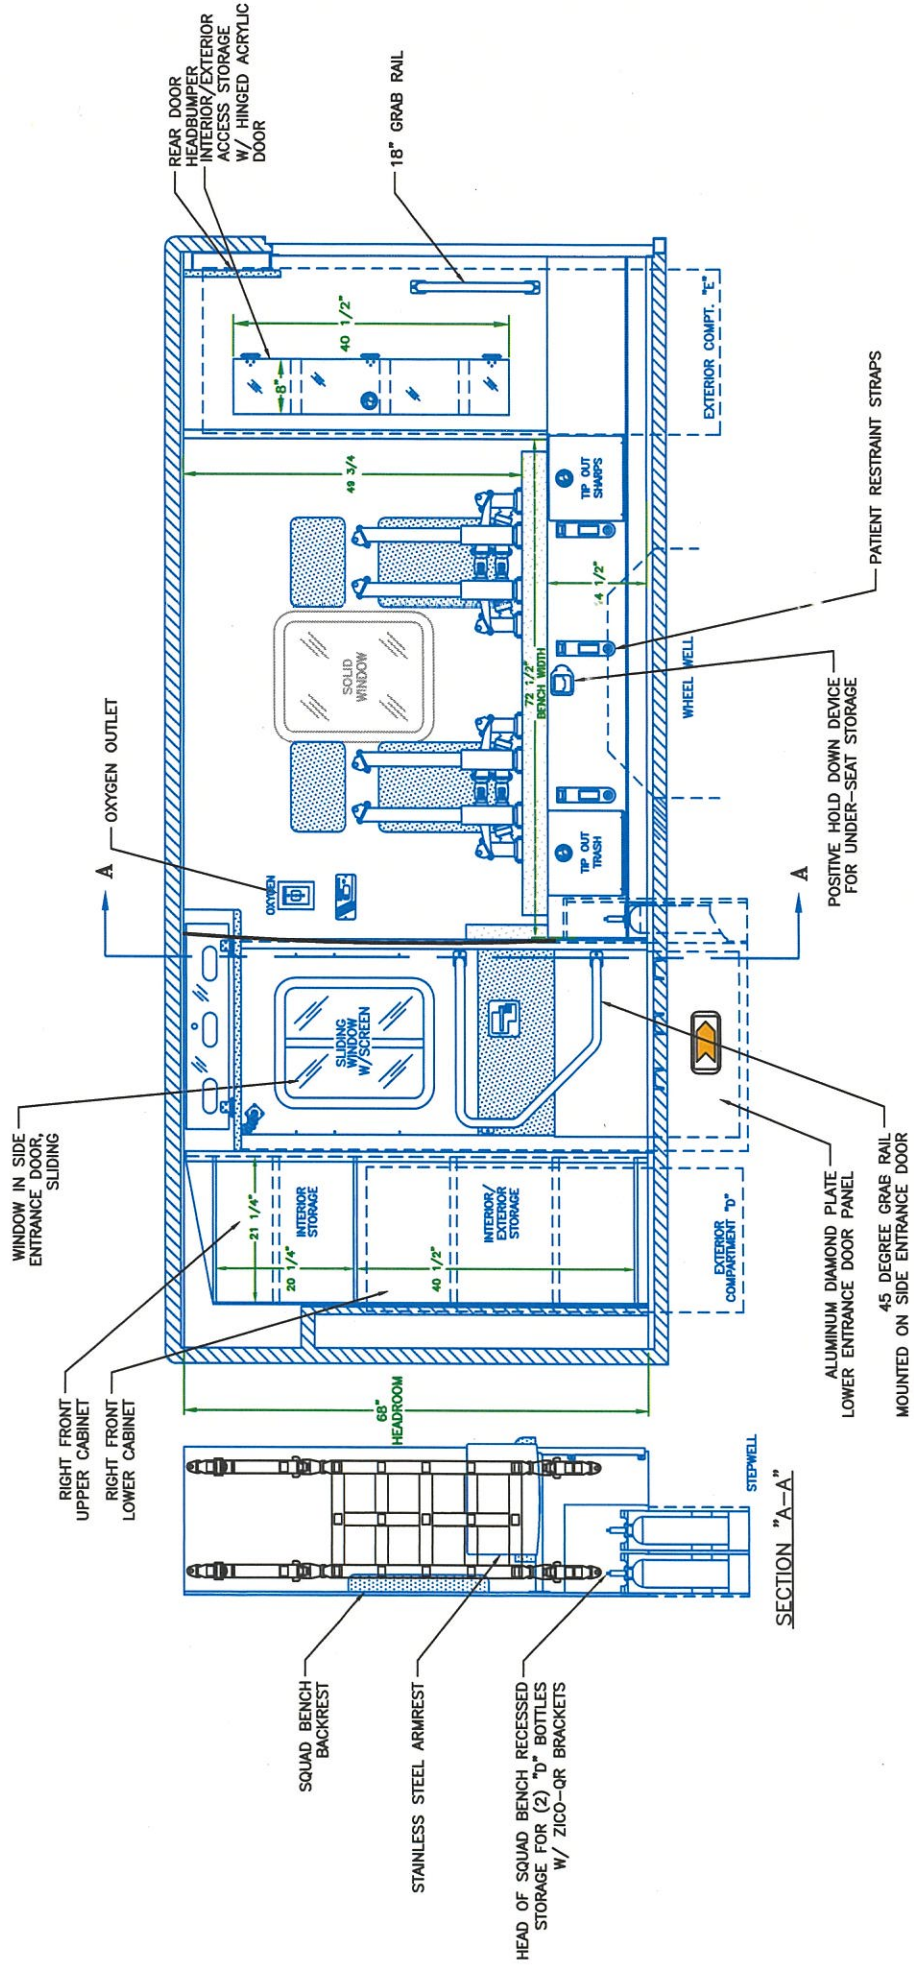 WINDOW IN SIDE
ENTRANCE DOOR,
SLIDING
OXYGEN OUTLET
REAR DOOR
HEADBUMPER
INTERIOR/EXTERIOR
ACCESS STORAGE
W/ HINGED ACRYLIC
DOOR
18" GRAB RAIL
RIGHT FRONT
UPPER CABINET
RIGHT FRONT
LOWER CABINET
A
21 1/4"
INTERIOR
STORAGE
20 1/4"
40 1/2"
INTERIOR/
EXTERIOR
STORAGE
EXTERIOR
COMPARTMENT "D"
68"
HEADROOM
SLIDING
WINDOW
W/SCREEN
OXYGEN
SOLID
WINDOW
49 3/4
8"
40 1/2"
72 1/2"
BENCH WIDTH
TIP OUT
TRASH
TIP OUT
SHARPS
4 1/2"
WHEEL WELL
EXTERIOR COMPT. "E"
A
PATIENT RESTRAINT STRAPS
POSITIVE HOLD DOWN DEVICE
FOR UNDER-SEAT STORAGE
ALUMINUM DIAMOND PLATE
LOWER ENTRANCE DOOR PANEL
45 DEGREE GRAB RAIL
MOUNTED ON SIDE ENTRANCE DOOR
SQUAD BENCH
BACKREST
STAINLESS STEEL ARMREST
HEAD OF SQUAD BENCH RECESSED
STORAGE FOR (2) "D" BOTTLES
W/ ZICO-QR BRACKETS
STEPWELL
SECTION "A-A"